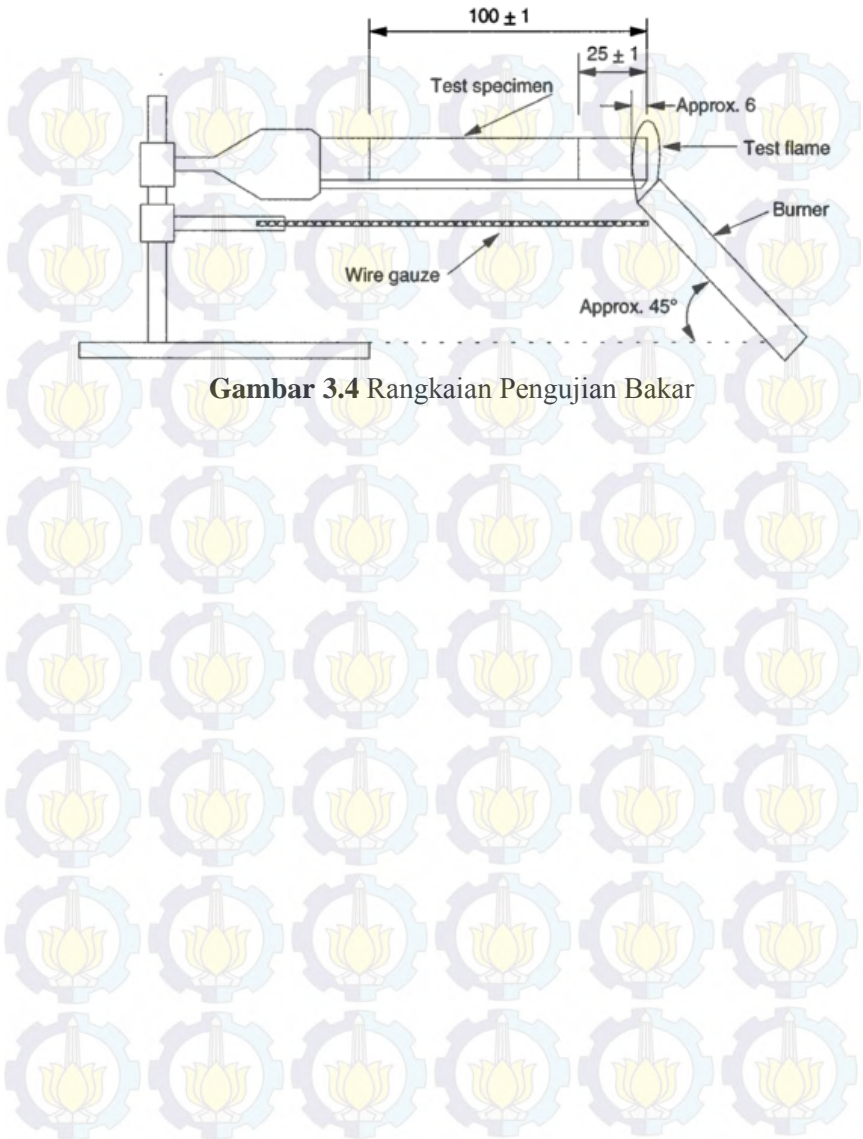 100 ± 1
25 ± 1
Test specimen
Approx. 6
Test flame
Burner
Wire gauze
Approx. 45°
Gambar 3.4 Rangkaian Pengujian Bakar